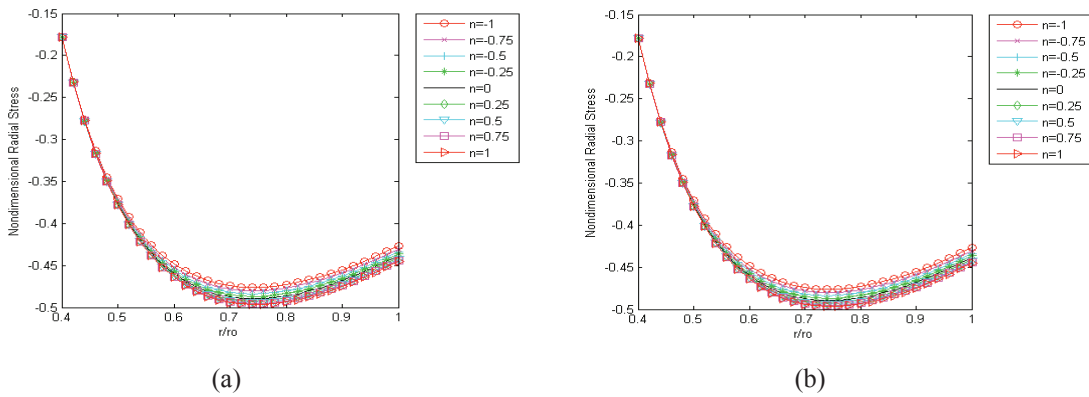 -0.15
-0.2
-0.25
-0.3
-0.35
-0.4
-0.45
-0.5
Nondimensional Radial Stress
0.4 0.5 0.6 0.7 0.8 0.9 1
r/ro
n=-1
n=-0.75
n=-0.5
n=-0.25
n=0
n=0.25
n=0.5
n=0.75
n=1
(a)
-0.15
-0.2
-0.25
-0.3
-0.35
-0.4
-0.45
-0.5
Nondimensional Radial Stress
0.4 0.5 0.6 0.7 0.8 0.9 1
r/ro
n=-1
n=-0.75
n=-0.5
n=-0.25
n=0
n=0.25
n=0.5
n=0.75
n=1
(b)